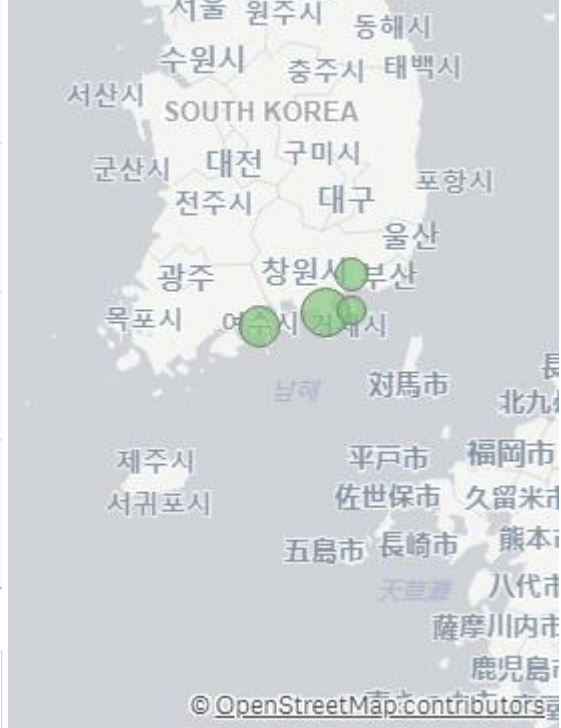 서울 원주시
동해시
수원시
충주시 태백시
서산시
SOUTH KOREA
대전 구미시
군산시
포항시
전주시 대구
울산
광주 창원시 부산
목포시 여수시 거제시
남해 対馬市
北九
제주시 平戸市 福岡市
서귀포시 佐世保市 久留米市
五島市 長崎市 熊本市
天草灘 八代市
薩摩川内市
鹿児島市
© OpenStreetMap contributors